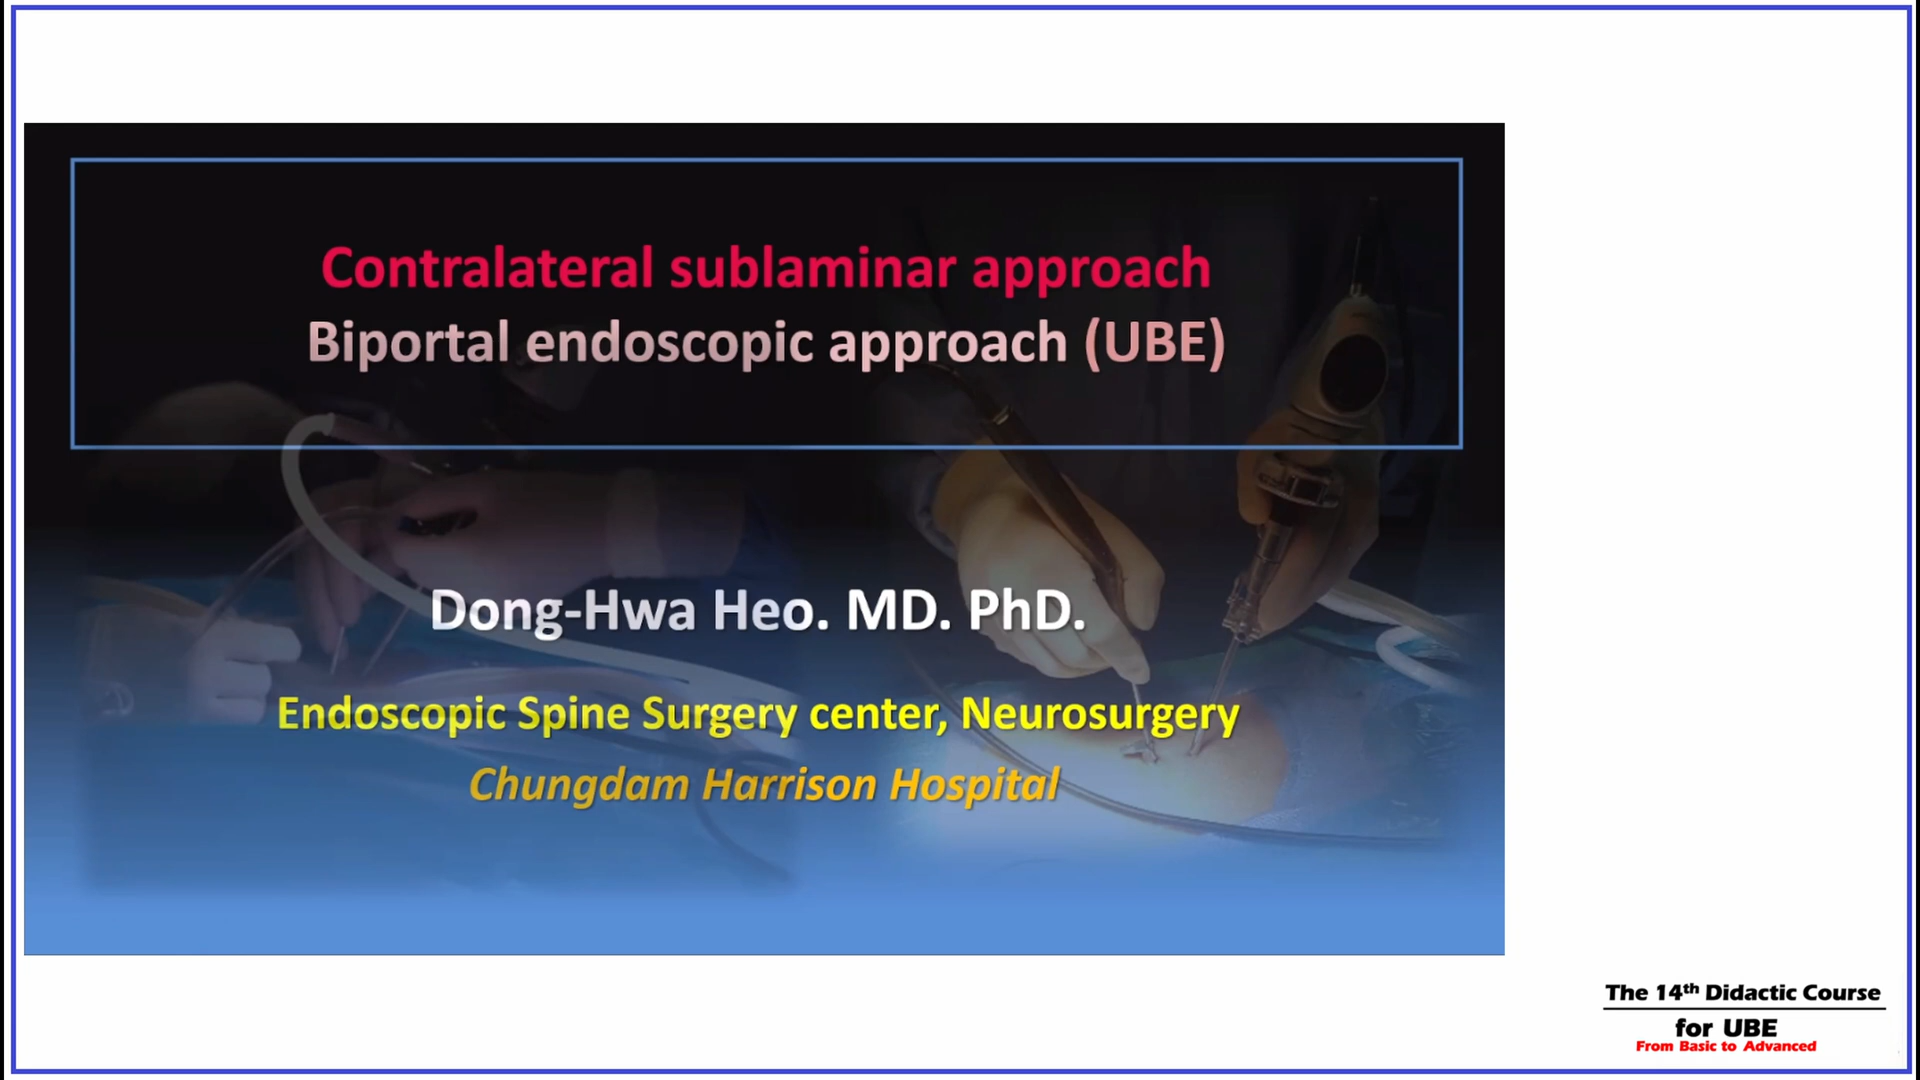 Contralateral sublaminar approach
Biportal endoscopic approach (UBE)
Dong-Hwa Heo. MD. PhD.
Endoscopic Spine Surgery center, Neurosurgery
Chungdam Harrison Hospital
The 14th Didactic Course
for UBE
From Basic to Advanced